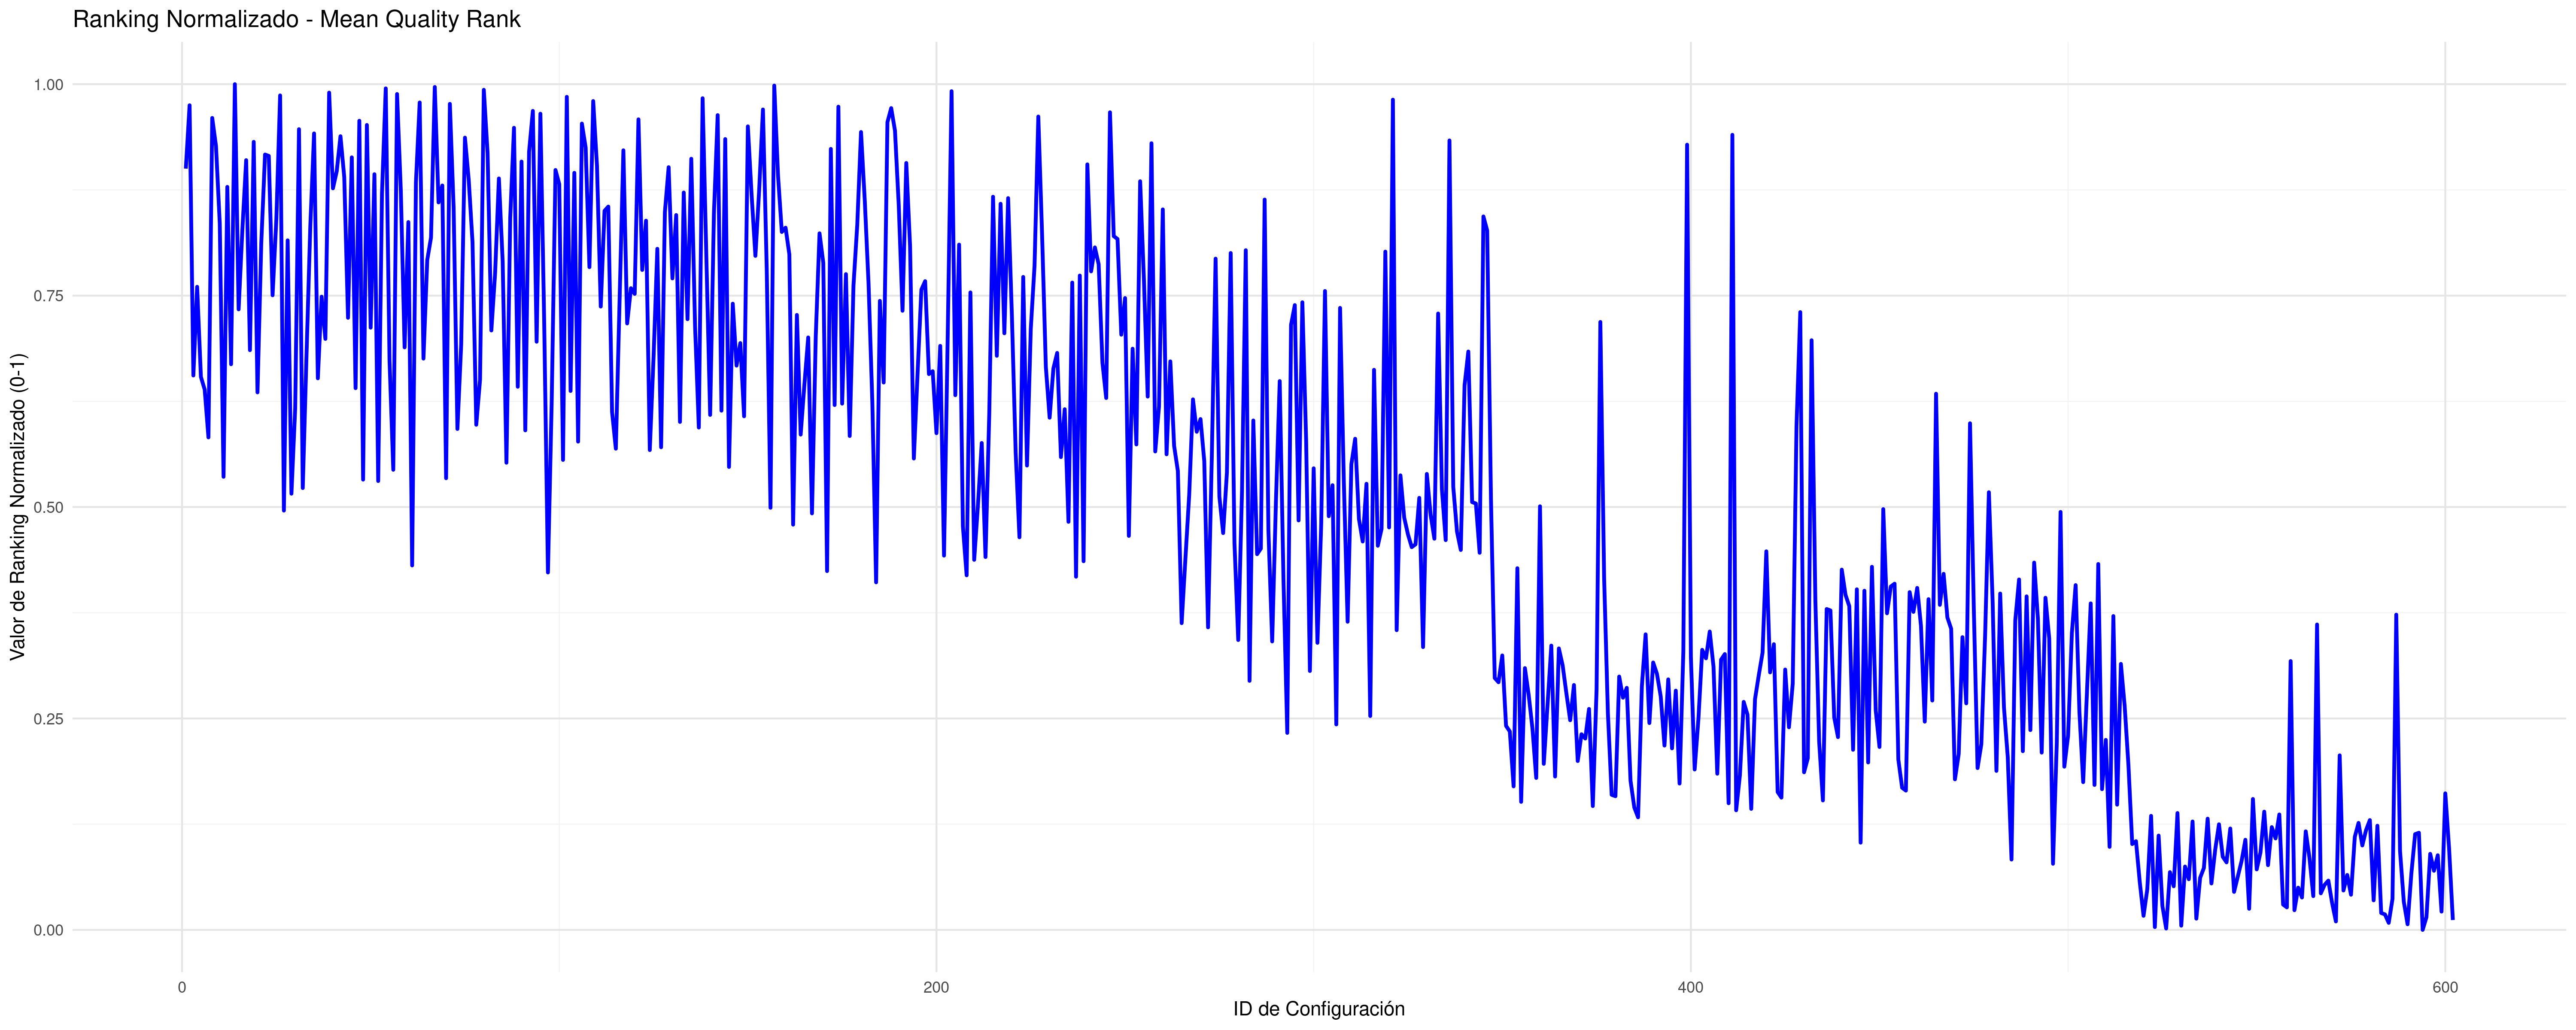 Ranking Normalizado - Mean Quality Rank
Valor de Ranking Normalizado (0-1)
1.00
0.75
0.50
0.25
0.00
0 200 400 600
ID de Configuración